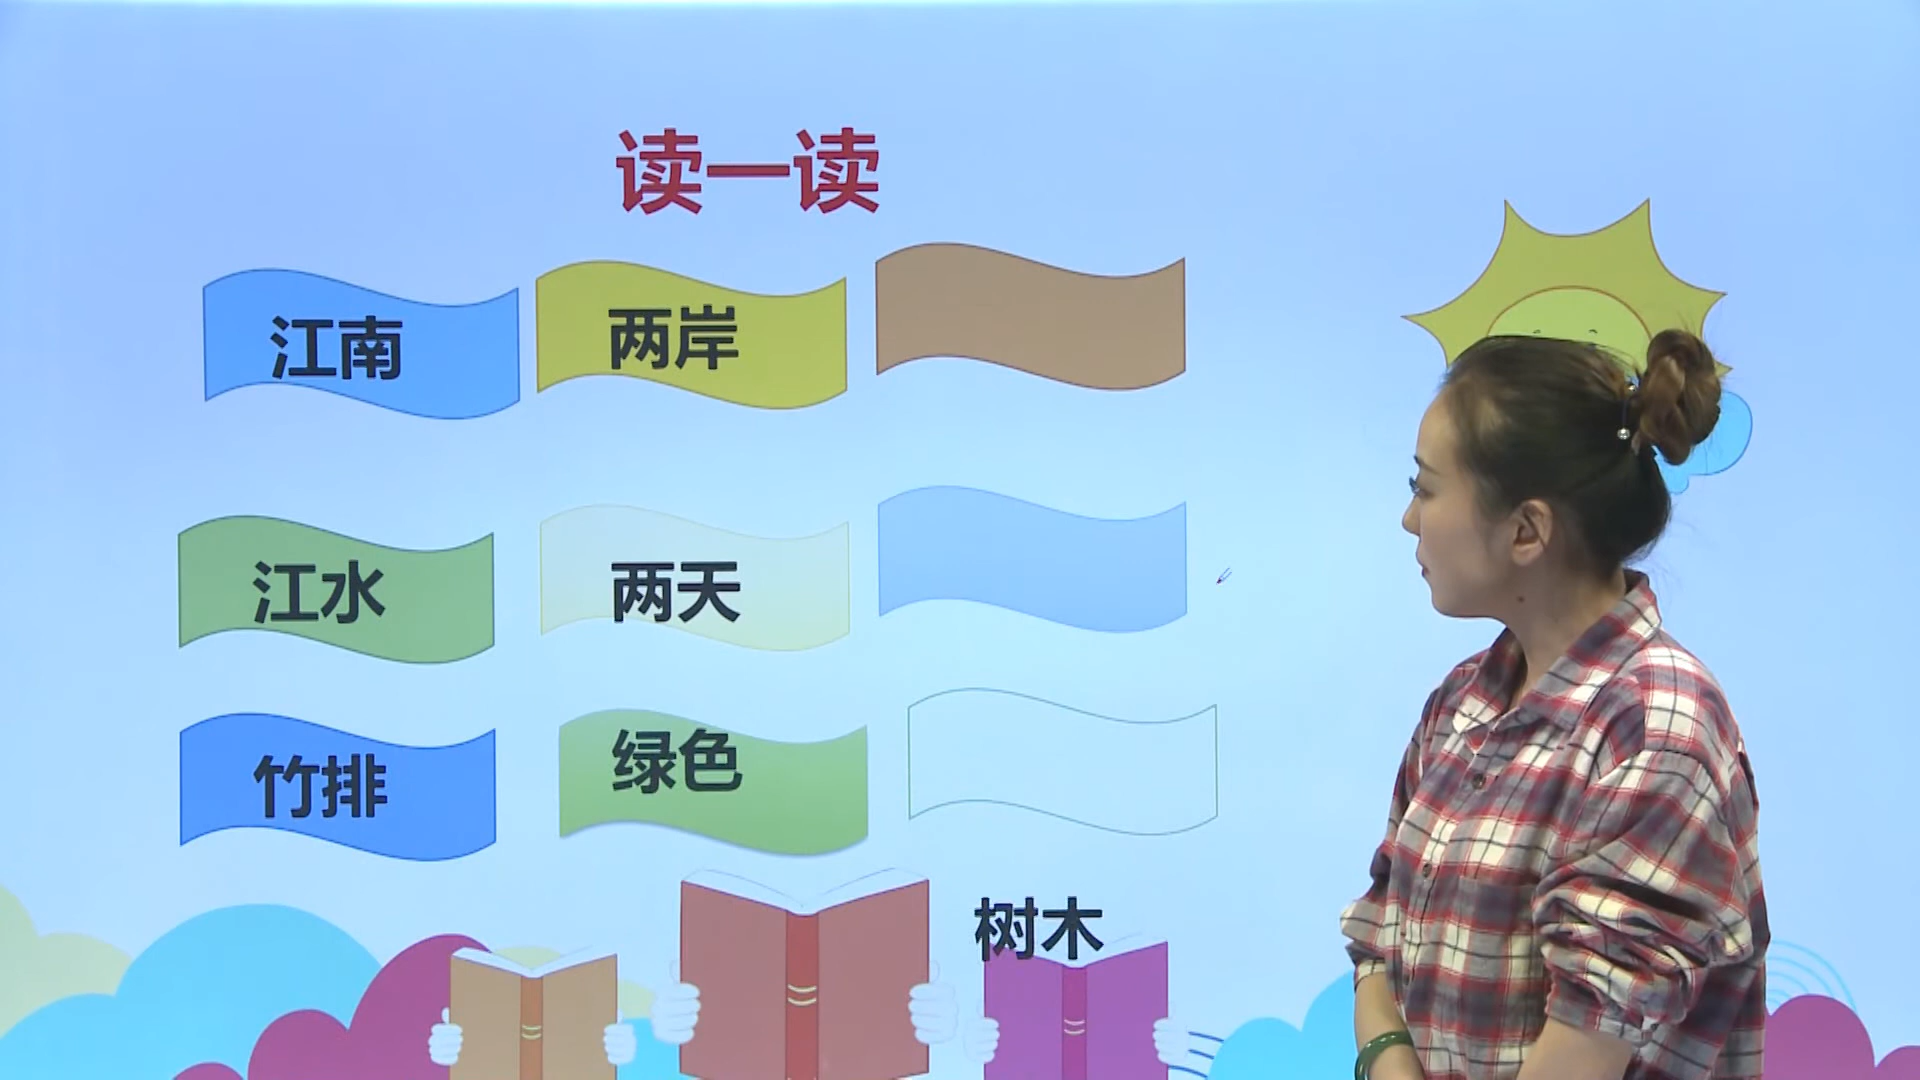 读一读
江南 两岸
江水 两天
竹排 绿色
树木